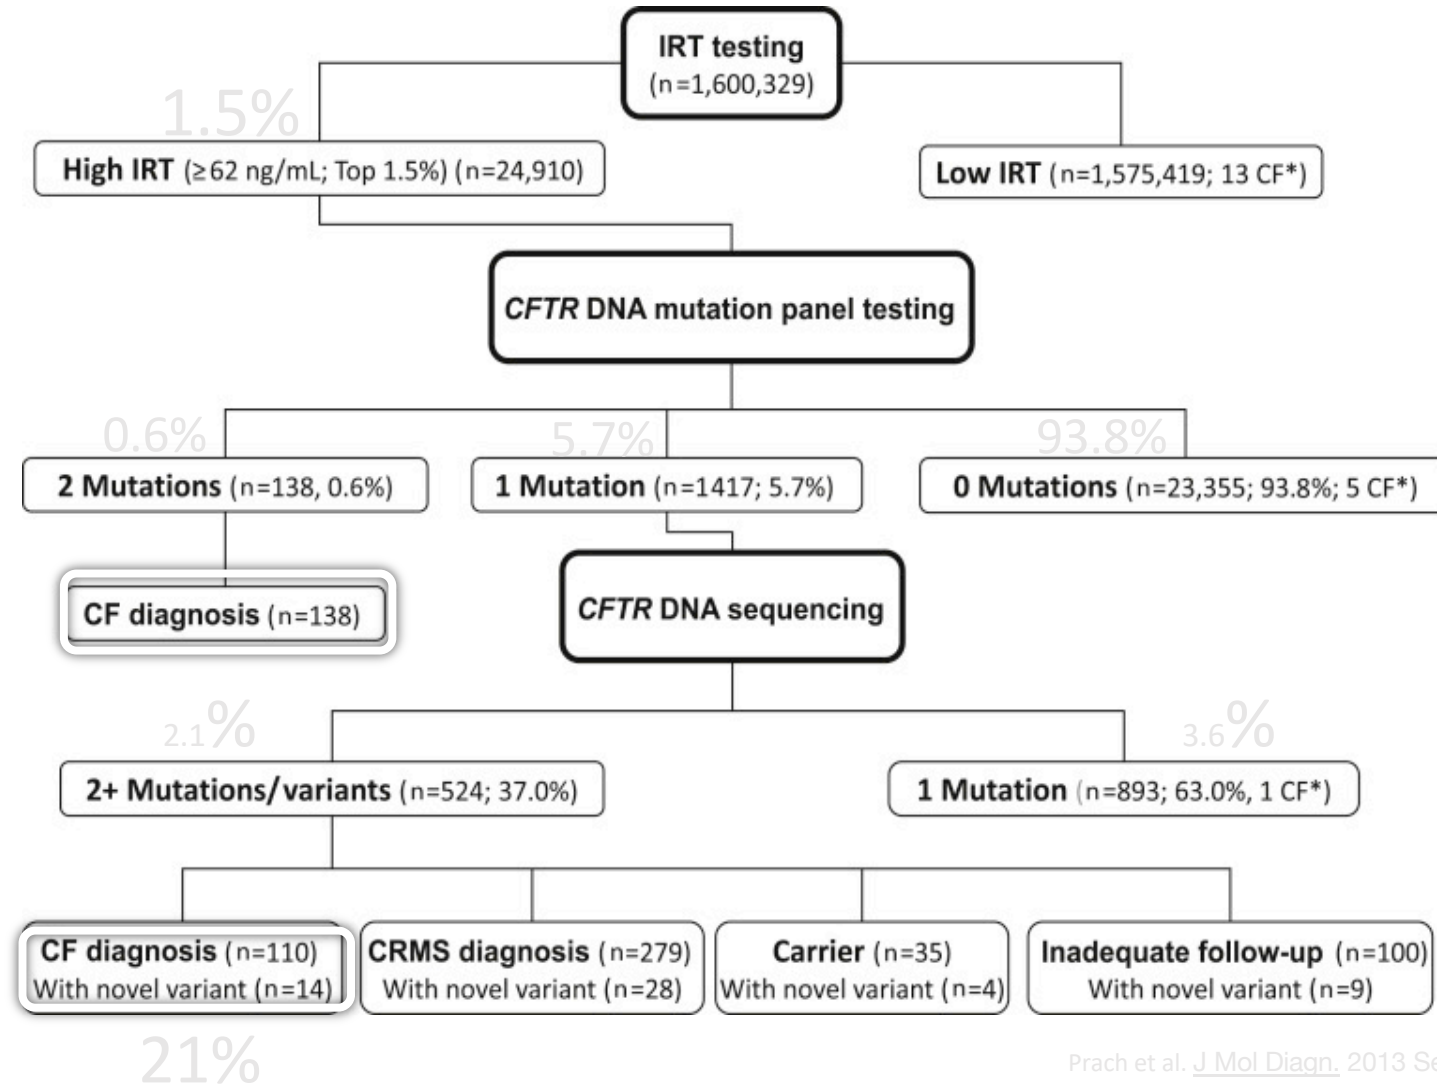 IRT testing
(n=1,600,329)
1.5%
High IRT (≥62 ng/mL; Top 1.5%) (n=24,910)
Low IRT (n=1,575,419; 13 CF*)
CFTR DNA mutation panel testing
0.6%
5.7%
93.8%
2 Mutations (n=138, 0.6%)
1 Mutation (n=1417; 5.7%)
0 Mutations (n=23,355; 93.8%; 5 CF*)
CF diagnosis (n=138)
CFTR DNA sequencing
2.1%
3.6%
2+ Mutations/variants (n=524; 37.0%)
1 Mutation (n=893; 63.0%, 1 CF*)
CF diagnosis (n=110)
With novel variant (n=14)
CRMS diagnosis (n=279)
With novel variant (n=28)
Carrier (n=35)
With novel variant (n=4)
Inadequate follow-up (n=100)
With novel variant (n=9)
21%
Prach et al. J Mol Diagn. 2013 Se